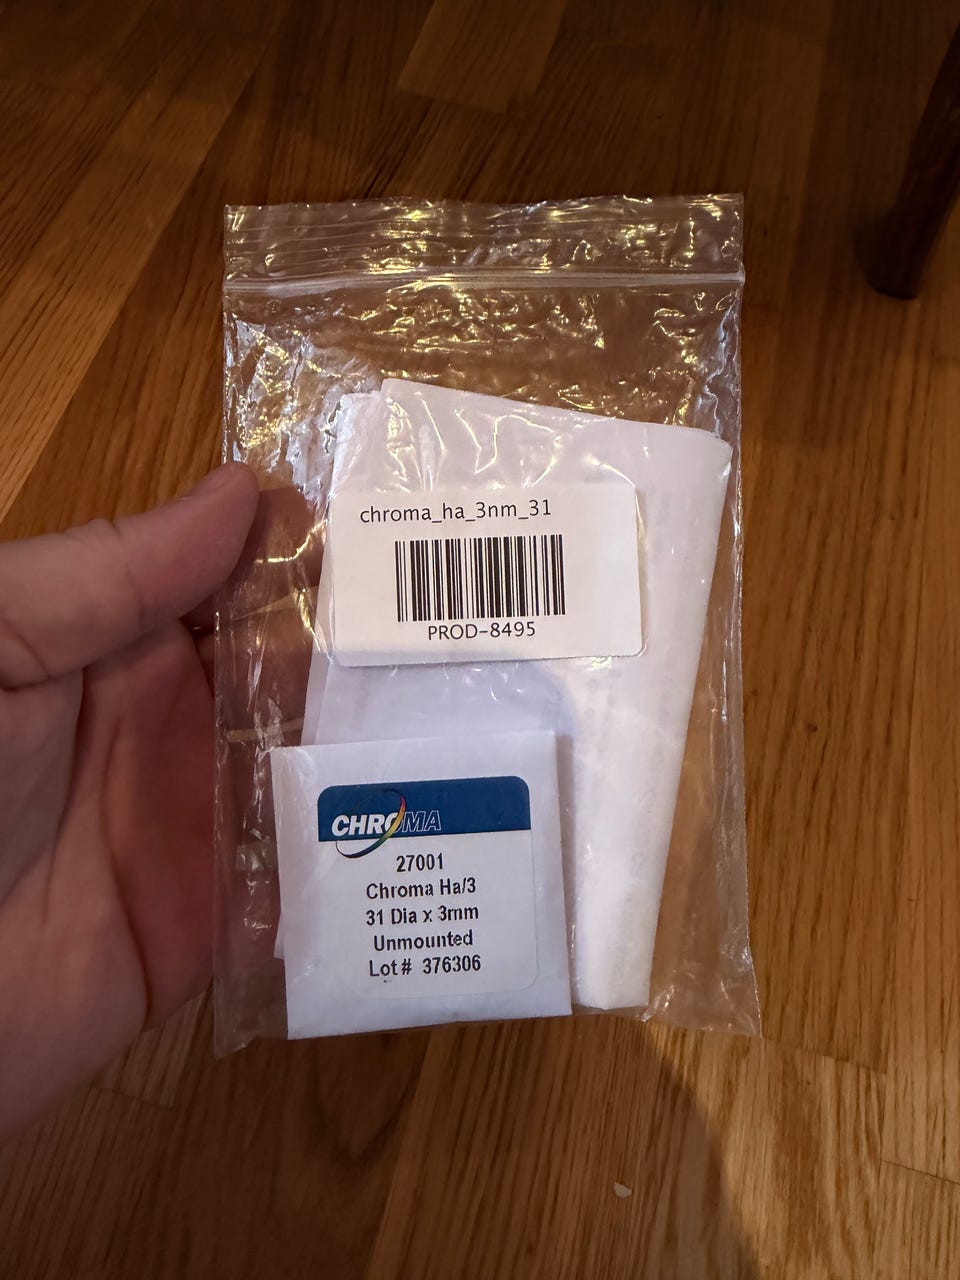 chroma_ha_3nm_31
PROD-8495
CHROMA
27001
Chroma Ha/3
31 Dia x 3mm
Unmounted
Lot# 376306